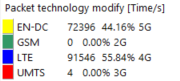 Packet technology modify [Time/s]
EN-DC 72396 44.16% 5G
GSM 0 0.00% 2G
LTE 91546 55.84% 4G
UMTS 4 0.00% 3G